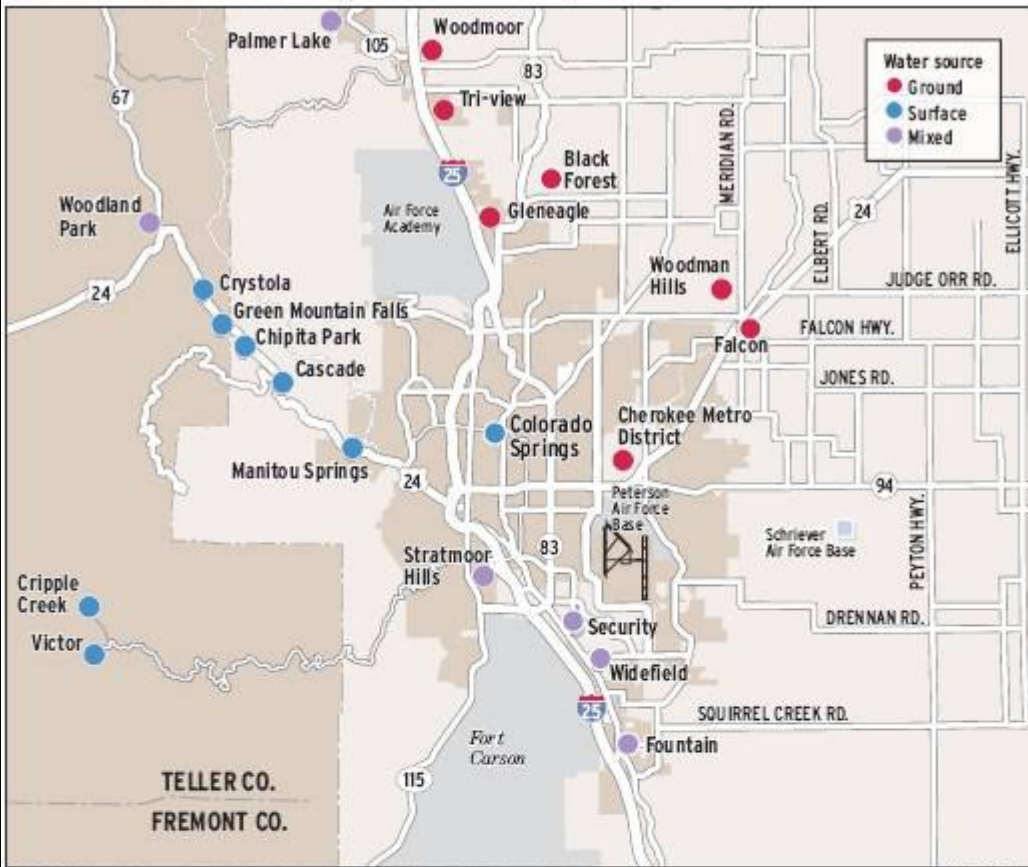 Palmer Lake
105
Woodmoor
83
Water source
Ground
Surface
Mixed
67
Tri-view
MERIDIAN RD.
25
Black
Forest
Woodland
Park
Air Force
Academy
Gleneagle
ELBERT RD.
24
ELLICOTT HWY.
24
Crystola
Woodman
Hills
JUDGE ORR RD.
Green Mountain Falls
Chipita Park
Falcon
FALCON HWY.
Cascade
JONES RD.
Colorado
Springs
Cherokee Metro
District
Manitou Springs
24
94
Peterson
Air Force
Base
Schriever
Air Force Base
PEYTON HWY.
Stratmoor
Hills
83
Cripple
Creek
Victor
Security
DRENNAN RD.
Widefield
25
SQUIRREL CREEK RD.
Fort
Carson
Fountain
115
TELLER CO.
FREMONT CO.